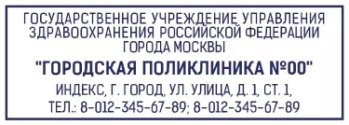 ГОСУДАРСТВЕННОЕ УЧРЕЖДЕНИЕ УПРАВЛЕНИЯ
ЗДРАВООХРАНЕНИЯ РОССИЙСКОЙ ФЕДЕРАЦИИ
ГОРОДА МОСКВЫ
"ГОРОДСКАЯ ПОЛИКЛИНИКА №00"
ИНДЕКС, Г. ГОРОД, УЛ. УЛИЦА, Д. 1, СТ. 1,
ТЕЛ.: 8-012-345-67-89; 8-012-345-67-89